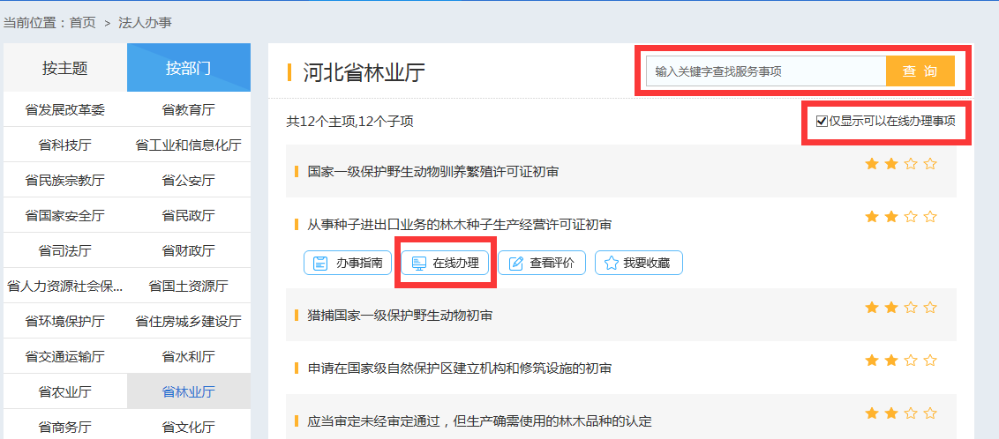 当前位置：首页 > 法人办事
按主题 按部门
省发展改革委 省教育厅
省科技厅 省工业和信息化厅
省民族宗教厅 省公安厅
省国家安全厅 省民政厅
省司法厅 省财政厅
省人力资源社会保... 省国土资源厅
省环境保护厅 省住房城乡建设厅
省交通运输厅 省水利厅
省农业厅 省林业厅
省商务厅 省文化厅
河北省林业厅
输入关键字查找服务事项 查 询
共12个主项,12个子项
仅显示可以在线办理事项
国家一级保护野生动物驯养繁殖许可证初审
从事种子进出口业务的林木种子生产经营许可证初审
办事指南 在线办理 查看评价 我要收藏
猎捕国家一级保护野生动物初审
申请在国家级自然保护区建立机构和修筑设施的初审
应当审定未经审定通过，但生产确需使用的林木品种的认定